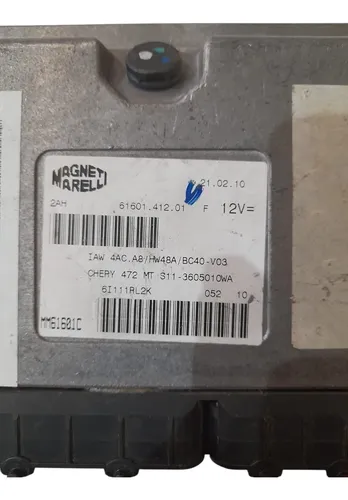 MAGNETI
MARELLI
21.02.10
2AH 61601.412.01 F 12V=
IAW 4AC.A8/HW48A/BC40-V03
CHERY 472 MT S11-3605010WA
6I111RL2K 052 10
MM61601C